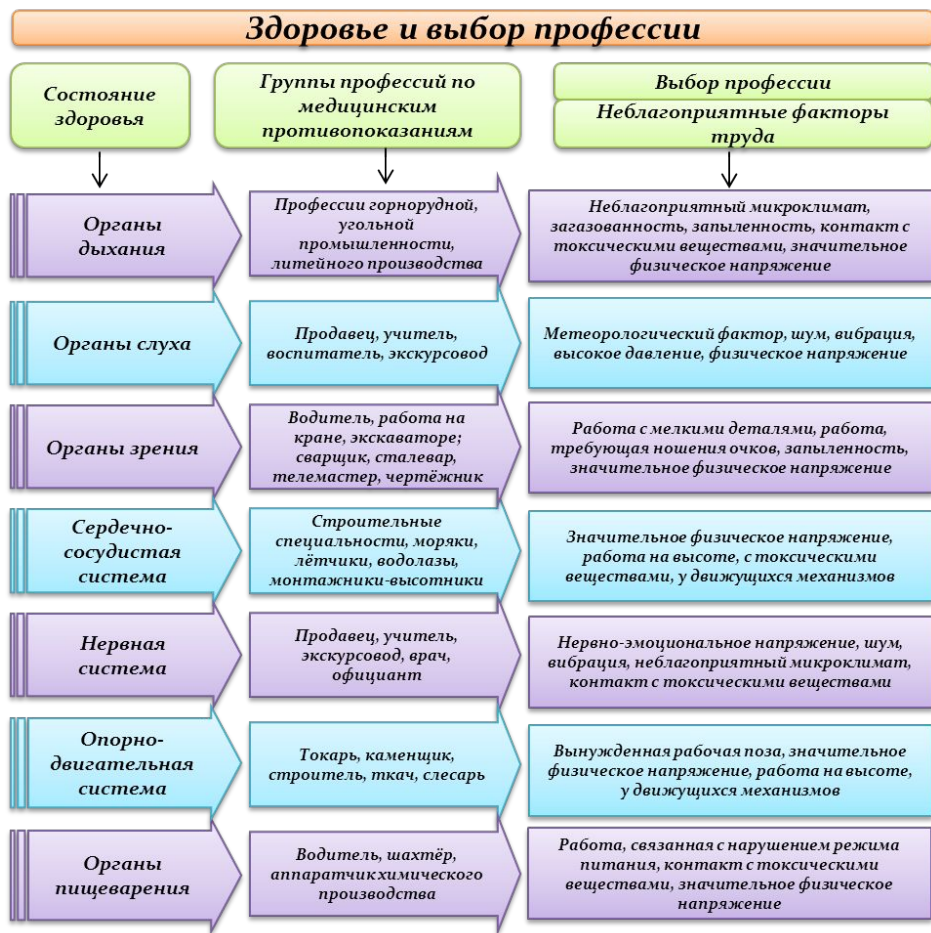 Здоровье и выбор профессии
Состояние
здоровья
Группы профессий по
медицинским
противопоказаниям
Выбор профессии
Неблагоприятные факторы
труда
Органы
дыхания
Профессии горнорудной,
угольной
промышленности,
литейного производства
Неблагоприятный микроклимат,
загазованность, запыленность, контакт с
токсическими веществами, значительное
физическое напряжение
Органы слуха
Продавец, учитель,
воспитатель, экскурсовод
Метеорологический фактор, шум, вибрация,
высокое давление, физическое напряжение
Органы зрения
Водитель, работа на
кране, экскаваторе;
сварщик, сталевар,
телемастер, чертёжник
Работа с мелкими деталями, работа,
требующая ношения очков, запыленность,
значительное физическое напряжение
Сердечно-
сосудистая
система
Строительные
специальности, моряки,
лётчики, водолазы,
монтажники-высотники
Значительное физическое напряжение,
работа на высоте, с токсическими
веществами, у движущихся механизмов
Нервная
система
Продавец, учитель,
экскурсовод, врач,
официант
Нервно-эмоциональное напряжение, шум,
вибрация, неблагоприятный микроклимат,
контакт с токсическими веществами
Опорно-
двигательная
система
Токарь, каменщик,
строитель, ткач, слесарь
Вынужденная рабочая поза, значительное
физическое напряжение, работа на высоте,
у движущихся механизмов
Органы
пищеварения
Водитель, шахтёр,
аппаратчик химического
производства
Работа, связанная с нарушением режима
питания, контакт с токсическими
веществами, значительное физическое
напряжение